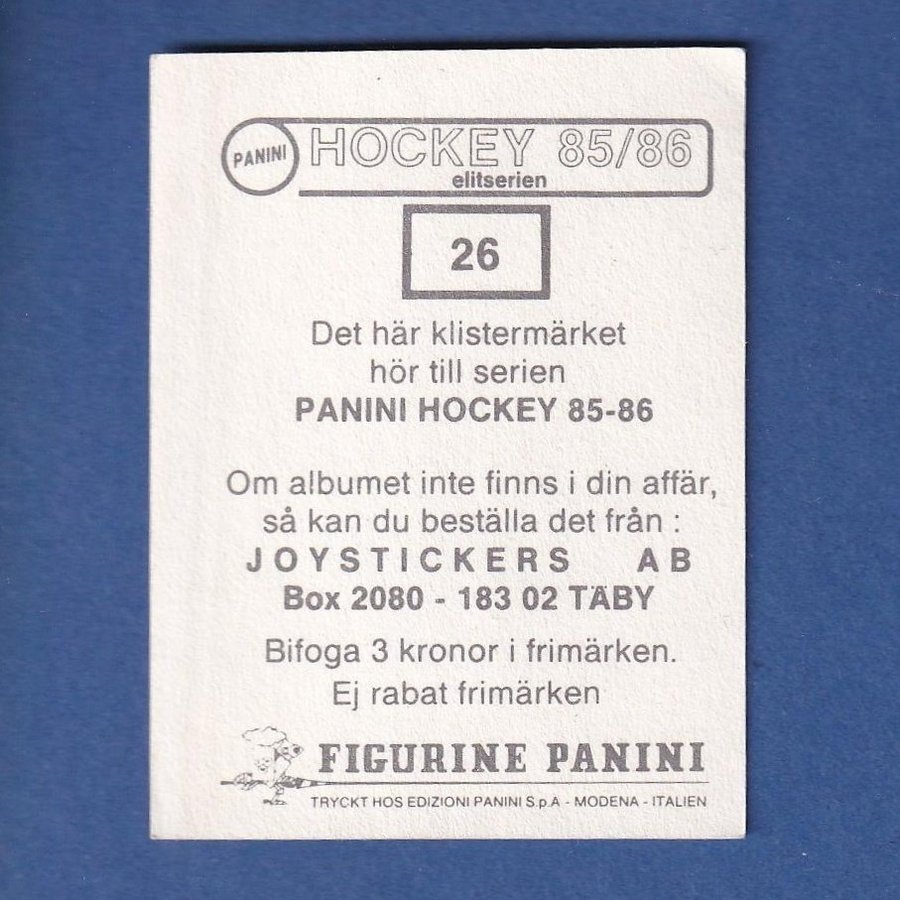 PANINI HOCKEY 85/86
elitserien
26
Det här klistermärket
hör till serien
PANINI HOCKEY 85-86
Om albumet inte finns i din affär,
så kan du beställa det från :
JOYSTICKERS AB
Box 2080 - 183 02 TÄBY
Bifoga 3 kronor i frimärken.
Ej rabat frimärken
FIGURINE PANINI
TRYCKT HOS EDIZIONI PANINI S.p.A - MODENA - ITALIEN